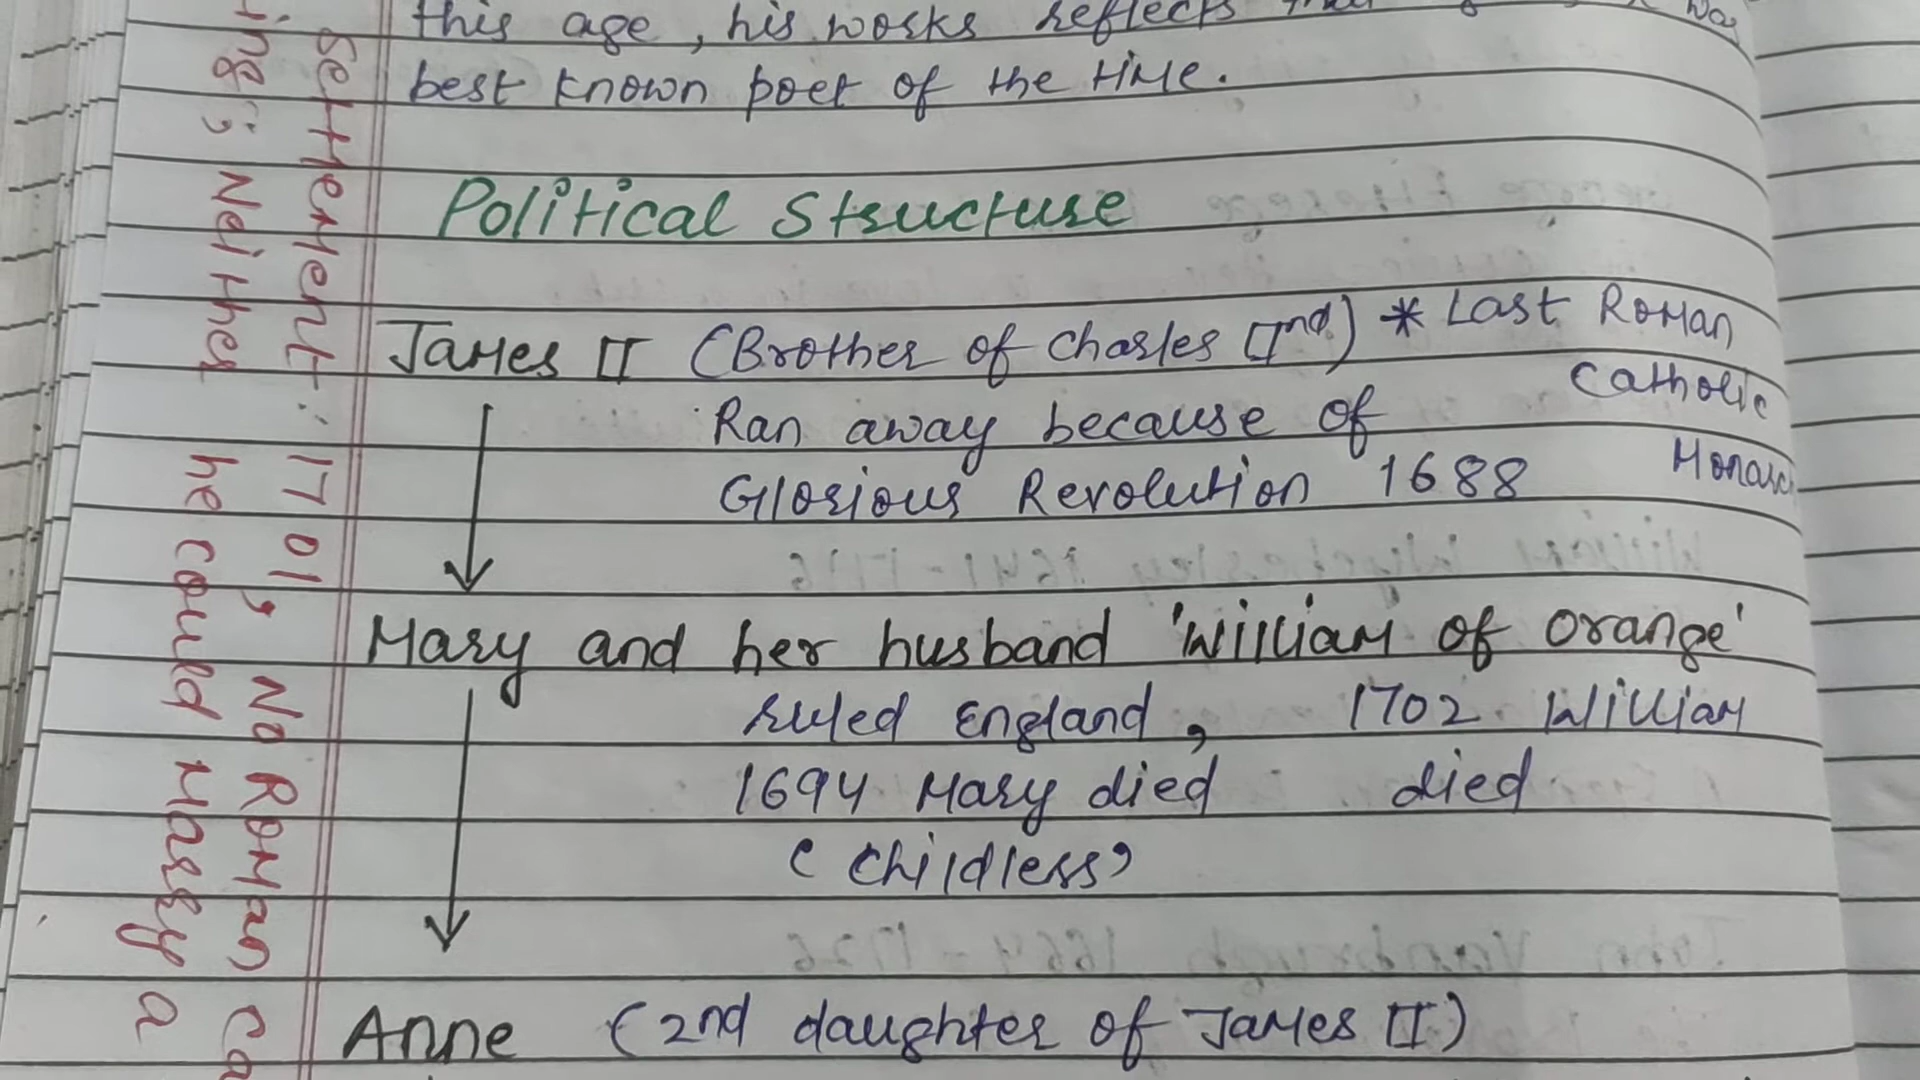 this age, his works reflects
best known poet of the time.
Political Structure
James II (Brother of Charles IInd) * Last Roman
Catholic
Monarch
Ran away because of
Glorious Revolution 1688
Mary and her husband 'William of Orange'
ruled England, 1702 William
1694 Mary died died
(Childless)
Anne (2nd daughter of James II)
Settlement: 1701, No Roman Ca
Neither he could Marry a